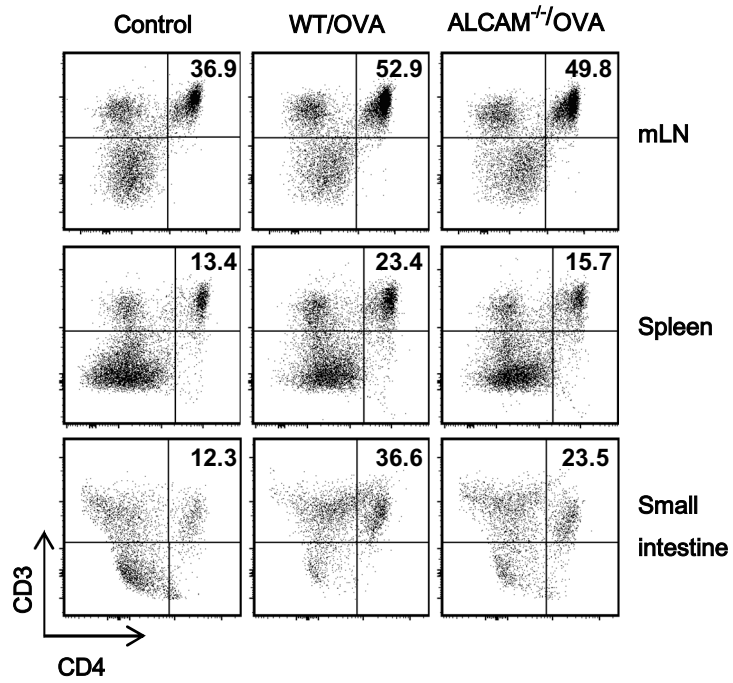 Control WT/OVA ALCAM-/-/OVA
36.9 52.9 49.8
mLN
13.4 23.4 15.7
Spleen
12.3 36.6 23.5
Small
intestine
CD3
CD4